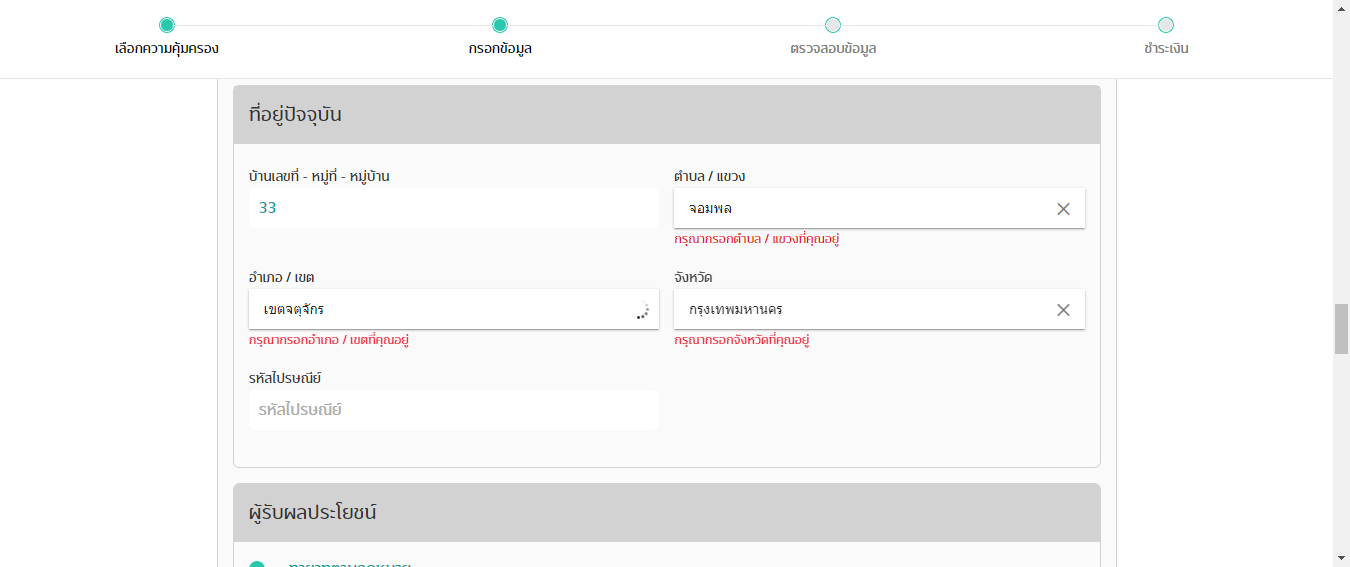 เลือกความคุ้มครอง
กรอกข้อมูล
ตรวจสอบข้อมูล
ชำระเงิน
ที่อยู่ปัจจุบัน
บ้านเลขที่ - หมู่ที่ - หมู่บ้าน
33
ตำบล / แขวง
จอมพล
กรุณากรอกตำบล / แขวงที่คุณอยู่
อำเภอ / เขต
เขตจตุจักร
กรุณากรอกอำเภอ / เขตที่คุณอยู่
จังหวัด
กรุงเทพมหานคร
กรุณากรอกจังหวัดที่คุณอยู่
รหัสไปรษณีย์
รหัสไปรษณีย์
ผู้รับผลประโยชน์